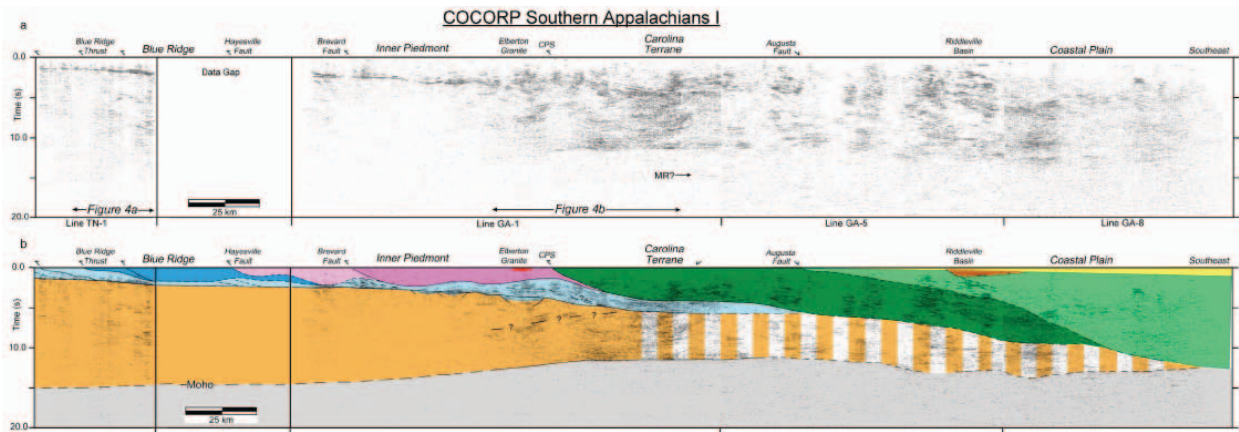 COCORP Southern Appalachians I
a
Blue Ridge Thrust
Blue Ridge
Hayesville Fault
Brevard Fault
Inner Piedmont
Elberton Granite
CPS
Carolina Terrane
Augusta Fault
Riddleville Basin
Coastal Plain
Southeast
0.0
Data Gap
Time (s)
10.0
MR?
Figure 4a
25 km
Figure 4b
20.0
Line TN-1
Line GA-1
Line GA-5
Line GA-8
b
Blue Ridge Thrust
Blue Ridge
Hayesville Fault
Brevard Fault
Inner Piedmont
Elberton Granite
CPS
Carolina Terrane
Augusta Fault
Riddleville Basin
Coastal Plain
Southeast
0.0
Time (s)
? ? ?
10.0
Moho
25 km
20.0